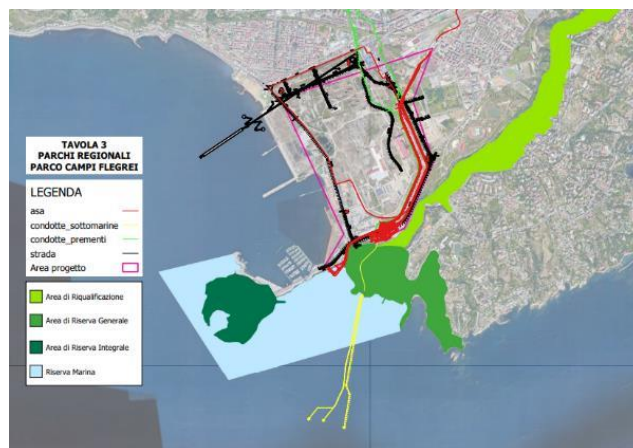 TAVOLA 3
PARCHI REGIONALI
PARCO CAMPI FLEGREI
LEGENDA
asa
condotte_sottomarine
condotte_prementi
strada
Area progetto
Area di Riqualificazione
Area di Riserva Generale
Area di Riserva Integrale
Riserva Marina